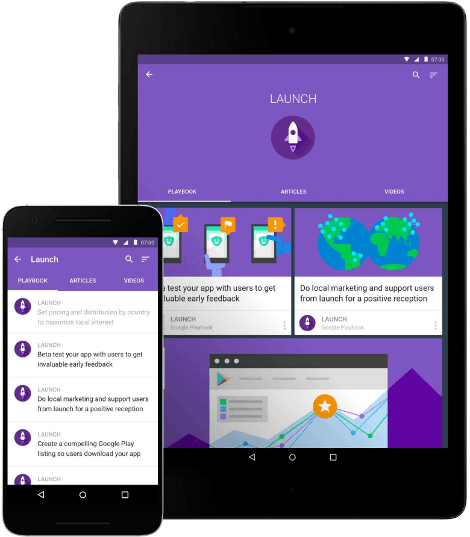 07:00
LAUNCH
PLAYBOOK
ARTICLES
VIDEOS
a test your app with users to get
aluable early feedback
LAUNCH
Google Playbook
Do local marketing and support users
from launch for a positive reception
LAUNCH
Google Playbook
07:00
Launch
PLAYBOOK
ARTICLES
VIDEOS
LAUNCH
Set pricing and distribution by country
to maximize local interest
LAUNCH
Beta test your app with users to get
invaluable early feedback
LAUNCH
Do local marketing and support users
from launch for a positive reception
LAUNCH
Create a compelling Google Play
listing so users download your app
LAUNCH